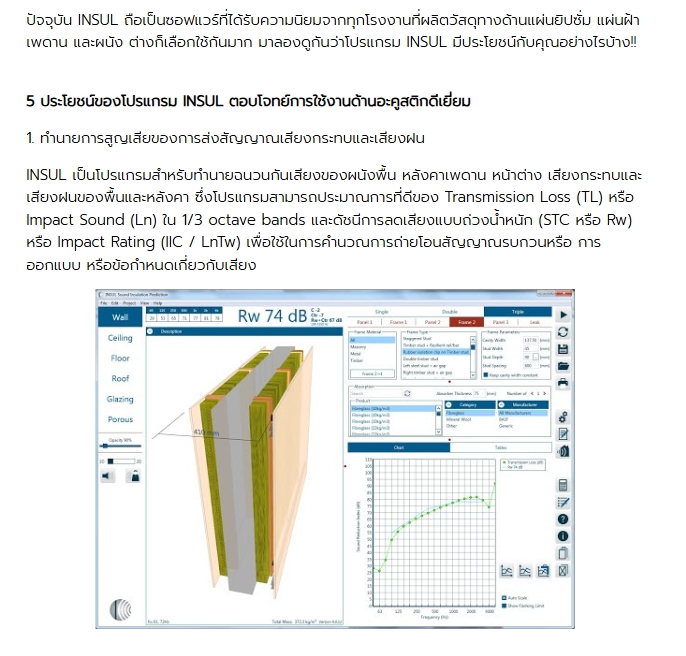 ปัจจุบัน INSUL ถือเป็นซอฟแวร์ที่ได้รับความนิยมจากทุกโรงงานที่ผลิตวัสดุทางด้านแผ่นยิปซั่ม แผ่นฝ้า
เพดาน และผนัง ต่างก็เลือกใช้กันมาก มาลองดูกันว่าโปรแกรม INSUL มีประโยชน์กับคุณอย่างไรบ้าง!!
5 ประโยชน์ของโปรแกรม INSUL ตอบโจทย์การใช้งานด้านอะคูสติกดีเยี่ยม
1. ทำนายการสูญเสียของการส่งสัญญาณเสียงกระทบและเสียงฝน
INSUL เป็นโปรแกรมสำหรับทำนายฉนวนกันเสียงของผนังพื้น หลังคาเพดาน หน้าต่าง เสียงกระทบและ
เสียงฝนของพื้นและหลังคา ซึ่งโปรแกรมสามารถประมาณการที่ดีของ Transmission Loss (TL) หรือ
Impact Sound (Ln) ใน 1/3 octave bands และดัชนีการลดเสียงแบบถ่วงน้ำหนัก (STC หรือ Rw)
หรือ Impact Rating (IIC / LnTw) เพื่อใช้ในการคำนวณการถ่ายโอนสัญญาณรบกวนหรือ การ
ออกแบบ หรือข้อกำหนดเกี่ยวกับเสียง
INSUL Sound Insulation Prediction
File Edit Project View Help
Wall
Rw 74 dB
Single Double Triple
Panel 1 Frame 1 Panel 2 Frame 2 Panel 3 Leak
Description
Ceiling
Floor
Roof
Glazing
Porous
Opacity
Frame Material
All
Masonry
Metal
Timber
Frame Type
Staggered Stud
Rubber isolation clip on Timber stud
Double timber stud
Frame Parameters
Cavity Width
Stud Width
Stud Depth
Stud Spacing
Keep cavity width constant
Absorption
Product
Absorber Thickness
Category
Fibreglass
Mineral Wool
Other
Manufacturer
All Manufacturers
Generic
Chart Tables
Sound Reduction Index (dB)
Frequency (Hz)
63 125 250 500 1000 2000 4000
Auto Scale
Show Flanking Limit